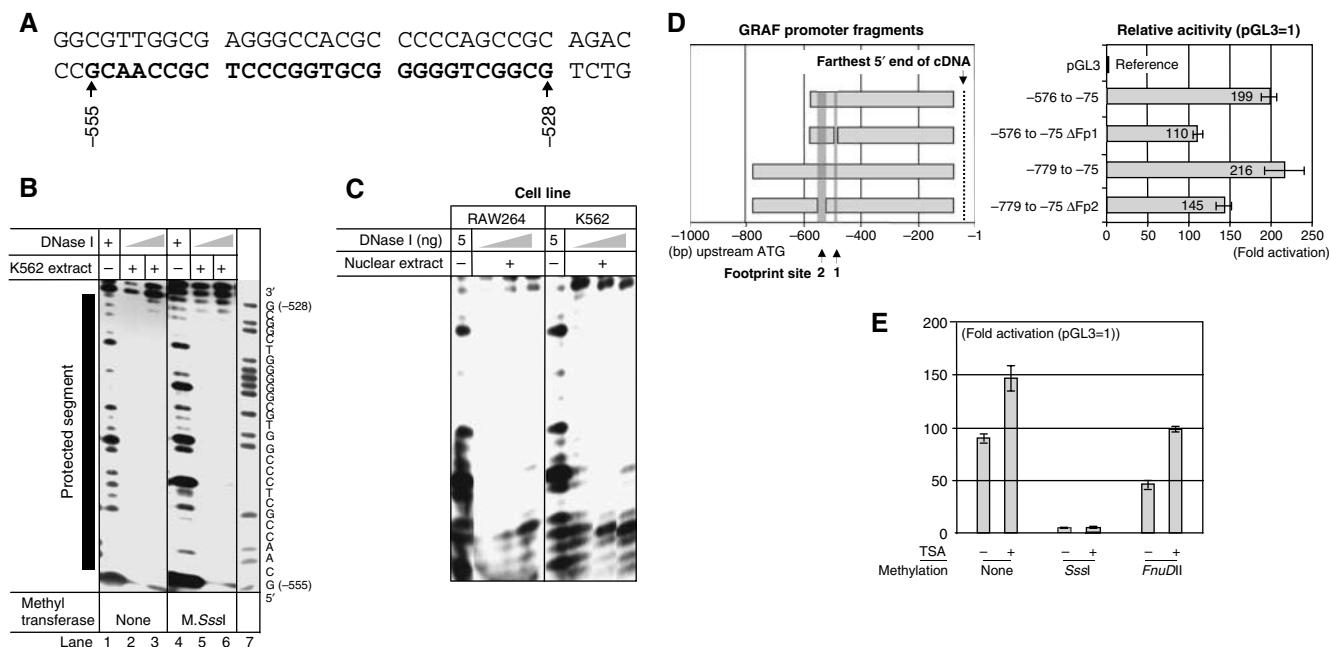 A
GGCGTTGGCG AGGGCCACGC CCCCAGCCGC AGAC
CCGCAACCGC TCCCGGTGCG GGGGTCGGCG TCTG
–555
–528
B
DNase I + +
K562 extract – + + – + +
Protected segment
3′
G (–528)
C
G
G
C
T
G
G
G
G
G
C
G
T
G
G
C
C
C
T
C
G
C
C
A
A
C
G (–555)
5′
Methyl transferase None M.SssI
Lane 1 2 3 4 5 6 7
C
Cell line
RAW264 K562
DNase I (ng) 5 5
Nuclear extract – + – +
D
GRAF promoter fragments
Farthest 5′ end of cDNA
–1000 –800 –600 –400 –200 –1
(bp) upstream ATG
Footprint site 2 1
Relative acitivity (pGL3=1)
pGL3 Reference
–576 to –75 199
–576 to –75 ΔFp1 110
–779 to –75 216
–779 to –75 ΔFp2 145
0 50 100 150 200 250
(Fold activation)
E
(Fold activation (pGL3=1))
200
150
100
50
0
TSA – + – + – +
Methylation None SssI FnuDII